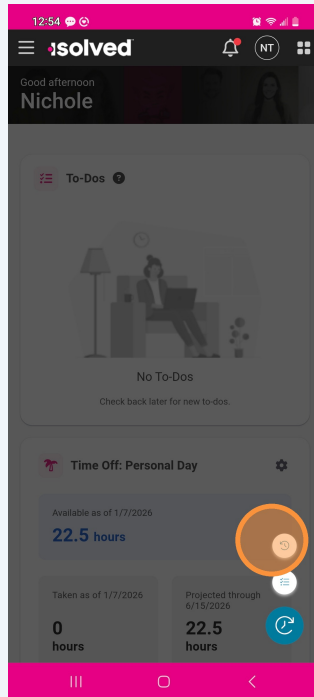 12:54
isolved
NT
Good afternoon
Nichole
To-Dos ?
No To-Dos
Check back later for new to-dos.
Time Off: Personal Day
Available as of 1/7/2026
22.5 hours
Taken as of 1/7/2026
0
hours
Projected through
6/15/2026
22.5
hours